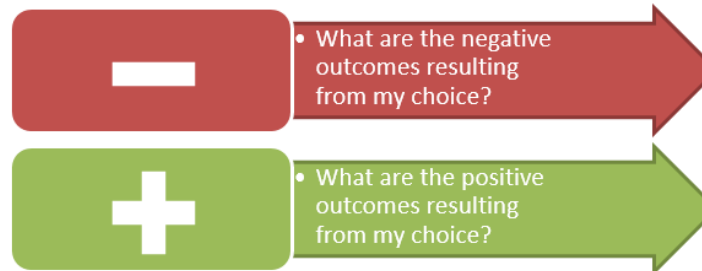 • What are the negative
outcomes resulting
from my choice?
• What are the positive
outcomes resulting
from my choice?